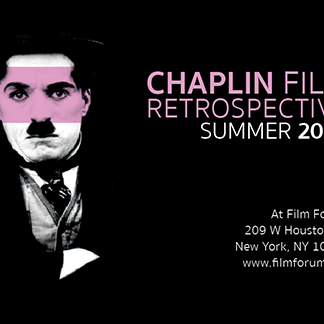 CHAPLIN FIL
RETROSPECTIV
SUMMER 20
At Film Fo
209 W Housto
New York, NY 10
www.filmforum